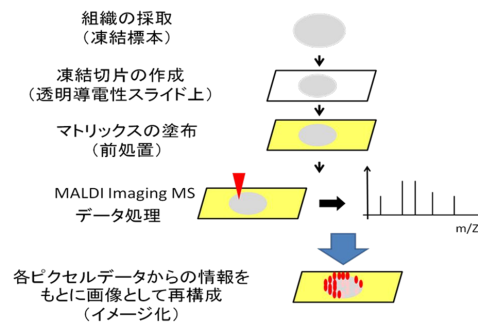 組織の採取
（凍結標本）
凍結切片の作成
（透明導電性スライド上）
マトリックスの塗布
（前処置）
MALDI Imaging MS
データ処理
m/Z
各ピクセルデータからの情報を
もとに画像として再構成
（イメージ化）